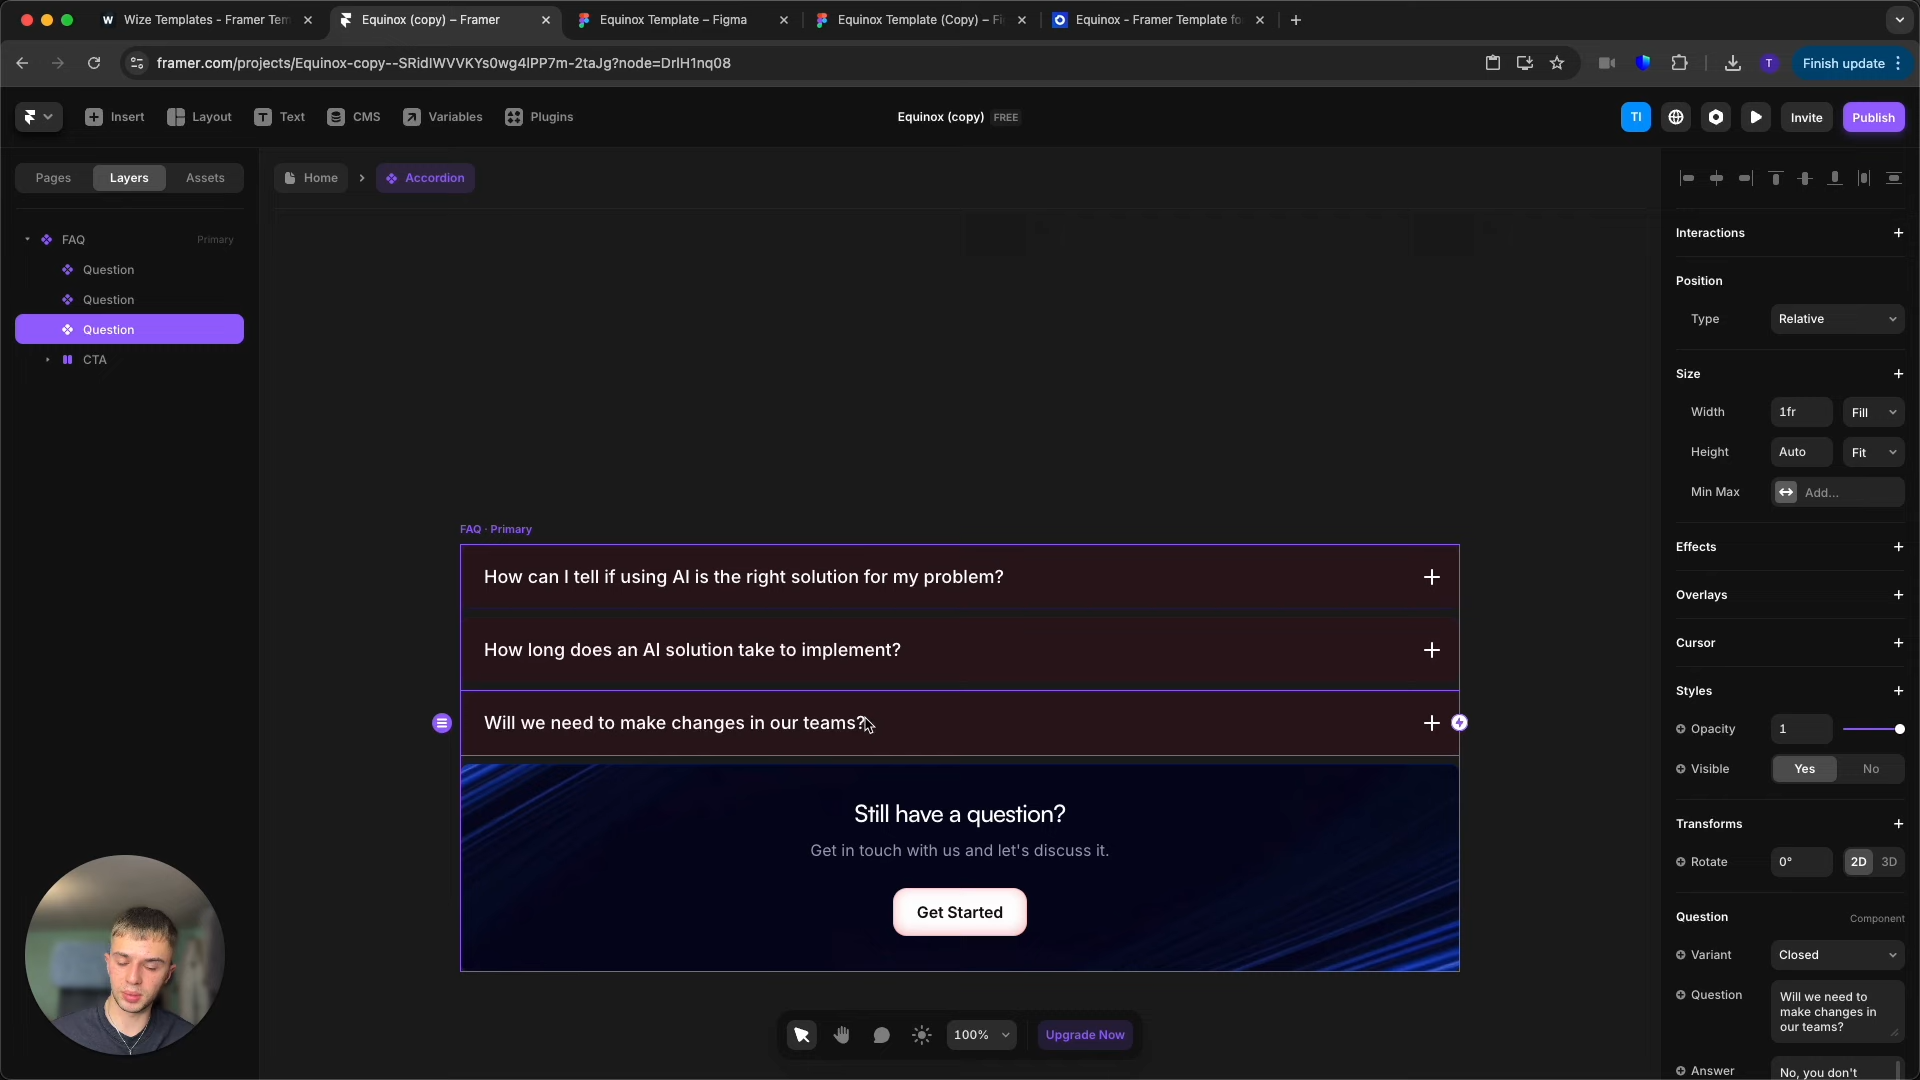 Wize Templates - Framer Tem
Equinox (copy) – Framer
Equinox Template – Figma
Equinox Template (Copy) – Fi
Equinox - Framer Template fo
framer.com/projects/Equinox-copy--SRidIWVVKYs0wg4lPP7m-2taJg?node=DrlH1nq08
T
Finish update
Insert
Layout
Text
CMS
Variables
Plugins
Equinox (copy) FREE
TI
Invite
Publish
Pages
Layers
Assets
Home
Accordion
FAQ
Primary
Question
Question
Question
CTA
FAQ · Primary
How can I tell if using AI is the right solution for my problem?
How long does an AI solution take to implement?
Will we need to make changes in our teams?
Still have a question?
Get in touch with us and let's discuss it.
Get Started
100%
Upgrade Now
Interactions
Position
Type
Relative
Size
Width
1fr
Fill
Height
Auto
Fit
Min Max
Add...
Effects
Overlays
Cursor
Styles
Opacity
1
Visible
Yes
No
Transforms
Rotate
0°
2D
3D
Question
Component
Variant
Closed
Question
Will we need to
make changes in
our teams?
Answer
No, you don't